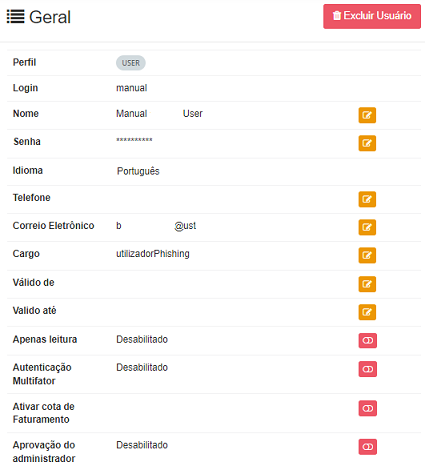 Geral
Excluir Usuário
Perfil USER
Login manual
Nome Manual User
Senha **********
Idioma Português
Telefone
Correio Eletrônico b @ust
Cargo utilizadorPhishing
Válido de
Valido até
Apenas leitura Desabilitado
Autenticação Desabilitado
Multifator
Ativar cota de
Faturamento
Aprovação do Desabilitado
administrador